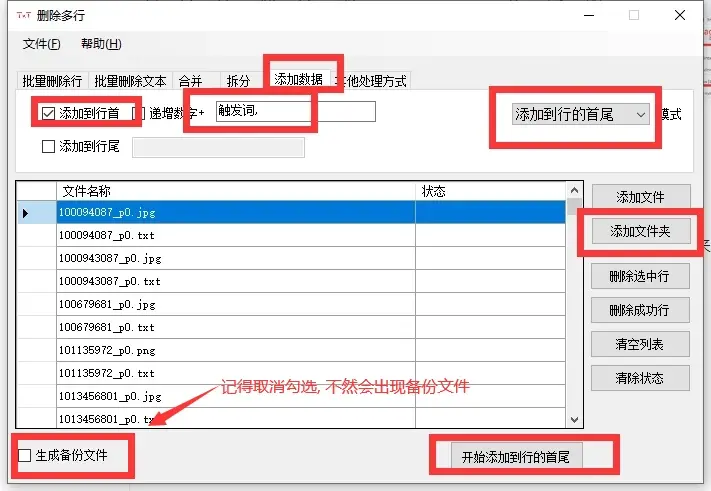 TxT 删除多行
文件(F) 帮助(H)
批量删除行 批量删除文本 合并 拆分 添加数据 其他处理方式
添加到行首 递增数字+ 触发词, 添加到行的首尾 模式
添加到行尾
文件名称 状态
100094087_p0.jpg 添加文件
100094087_p0.txt 添加文件夹
1000943087_p0.jpg
1000943087_p0.txt 删除选中行
100679681_p0.jpg 删除成功行
100679681_p0.txt
101135972_p0.png 清空列表
101135972_p0.txt 清除状态
1013456801_p0.jpg 记得取消勾选, 不然会出现备份文件
1013456801_p0.tx
生成备份文件 开始添加到行的首尾